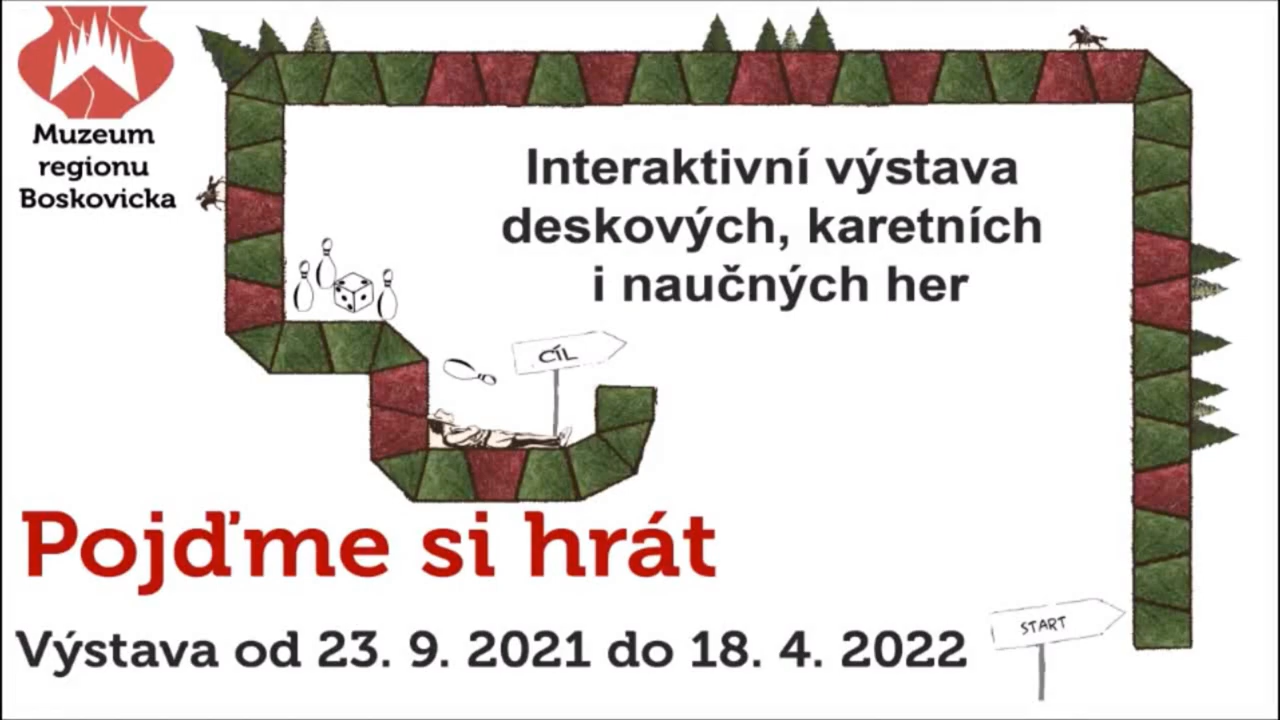 Muzeum
regionu
Boskovicka
Interaktivní výstava
deskových, karetních
i naučných her
CÍL
Pojďme si hrát
Výstava od 23. 9. 2021 do 18. 4. 2022
START